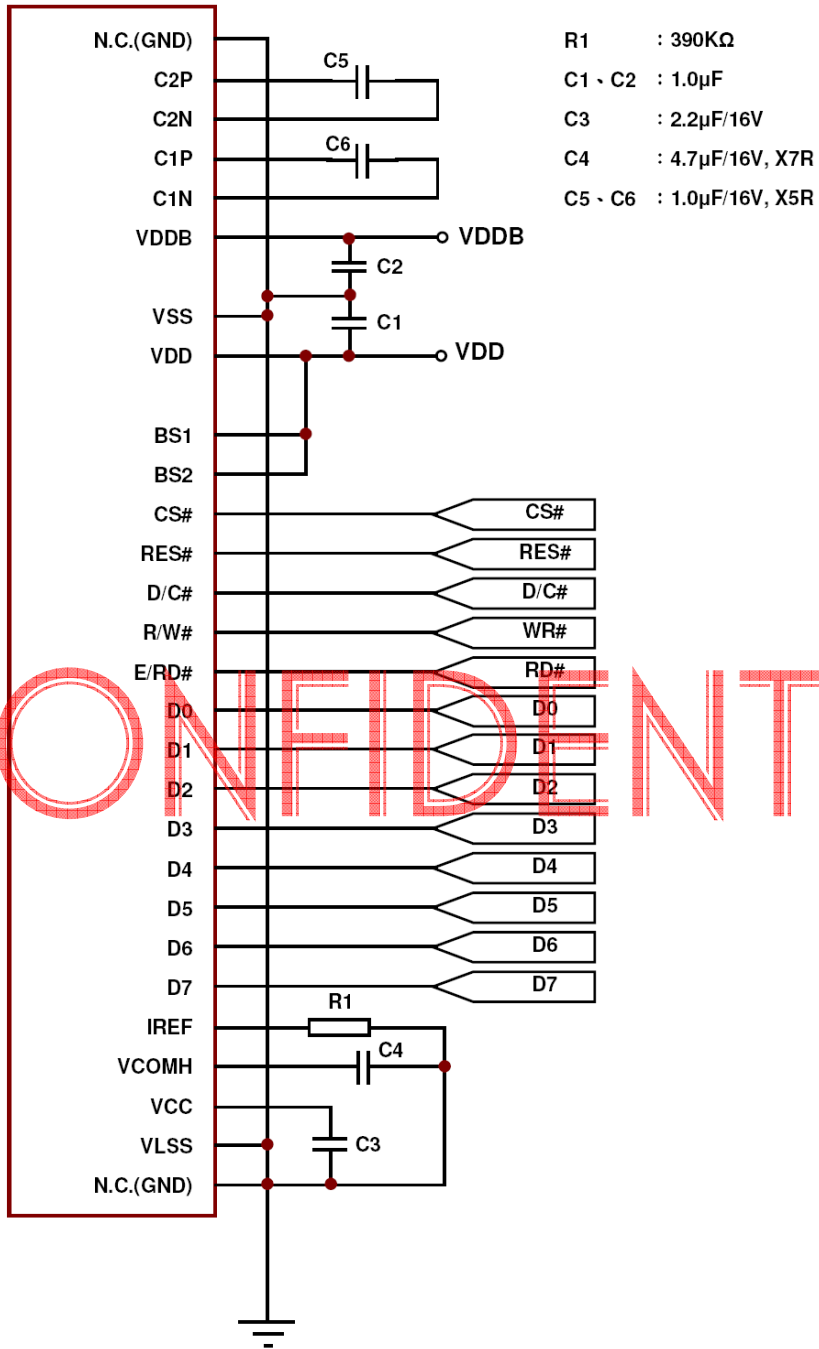 N.C.(GND)
C2P
C2N
C1P
C1N
VDDB
VSS
VDD
BS1
BS2
CS#
RES#
D/C#
R/W#
E/RD#
D0
D1
D2
D3
D4
D5
D6
D7
IREF
VCOMH
VCC
VLSS
N.C.(GND)
C5
C6
VDDB
C2
C1
VDD
CS#
RES#
D/C#
WR#
RD#
D0
D1
D2
D3
D4
D5
D6
D7
R1
C4
C3
R1 : 390KΩ
C1、C2 : 1.0μF
C3 : 2.2μF/16V
C4 : 4.7μF/16V, X7R
C5、C6 : 1.0μF/16V, X5R
ONFIDENT